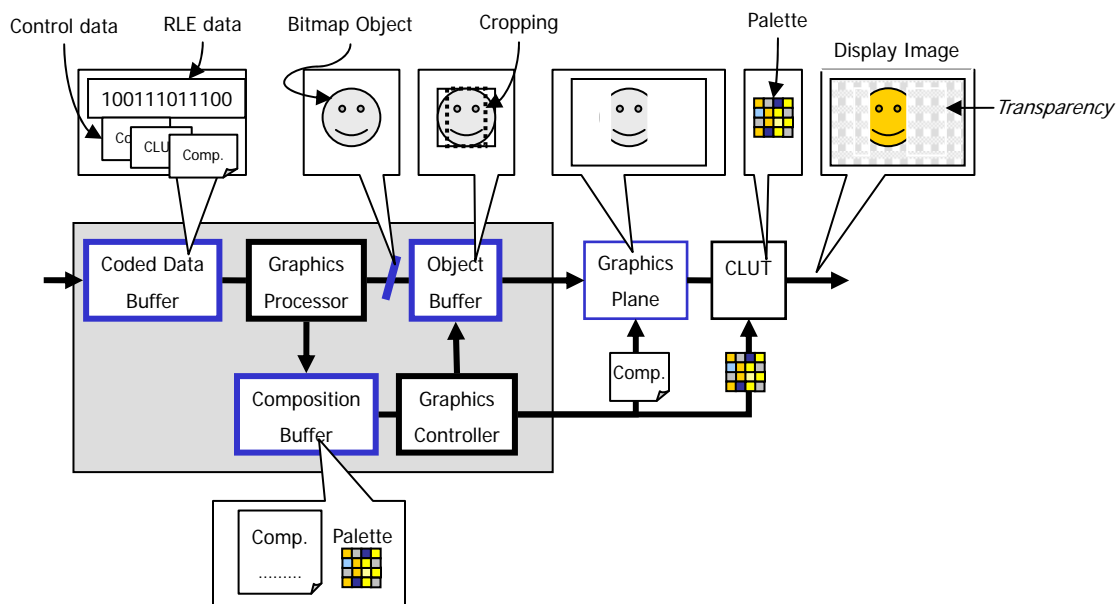 Control data
RLE data
Bitmap Object
Cropping
Palette
Display Image
Transparency
100111011100
Co
CLU
Comp.
Coded Data
Buffer
Graphics
Processor
Object
Buffer
Graphics
Plane
CLUT
Composition
Buffer
Graphics
Controller
Comp.
Comp.
.........
Palette